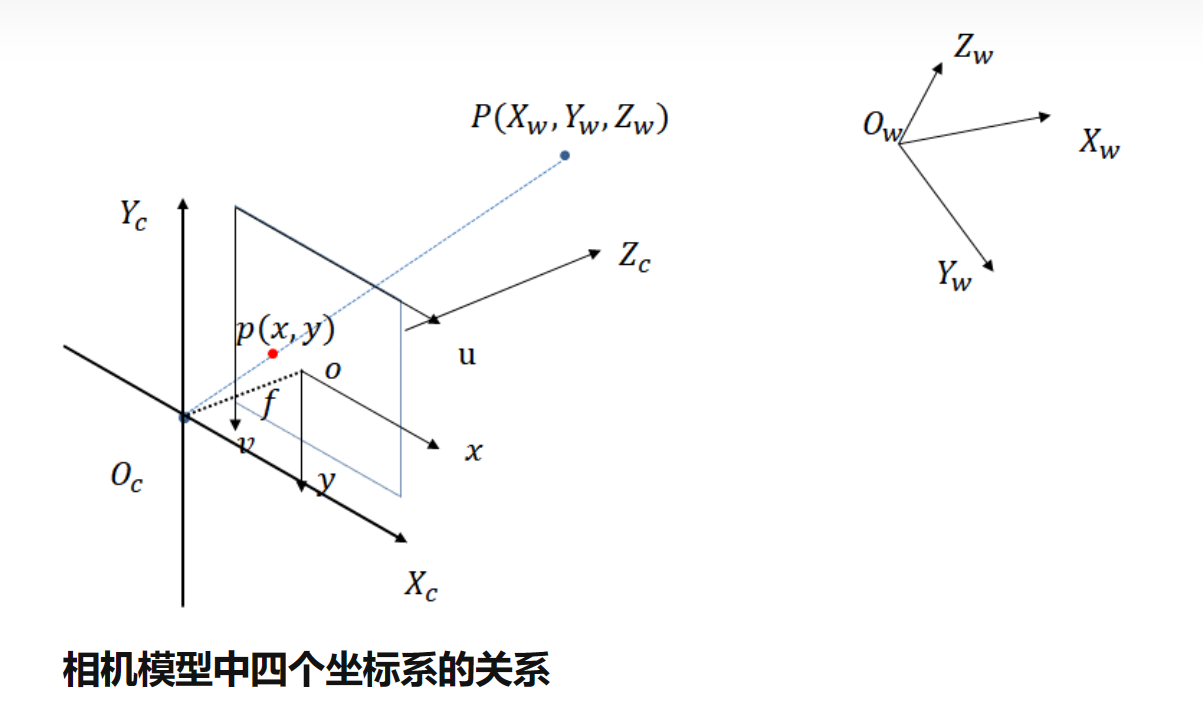 Z_w
P(X_w, Y_w, Z_w)
O_w
X_w
Y_c
Z_c
Y_w
p(x, y)
u
o
f
v
x
O_c
y
X_c
相机模型中四个坐标系的关系